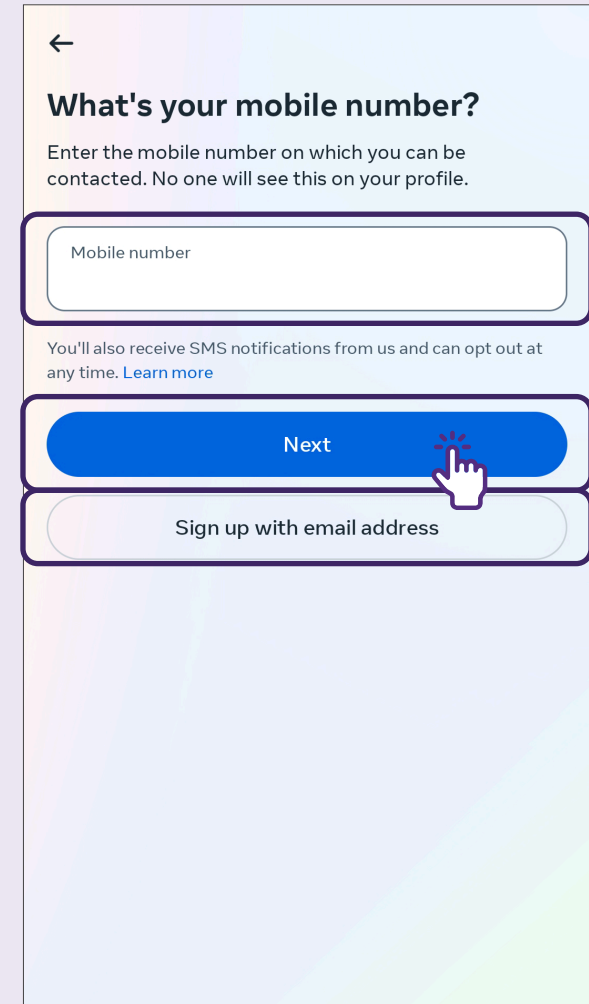 What's your mobile number?
Enter the mobile number on which you can be
contacted. No one will see this on your profile.
Mobile number
You'll also receive SMS notifications from us and can opt out at
any time. Learn more
Next
Sign up with email address